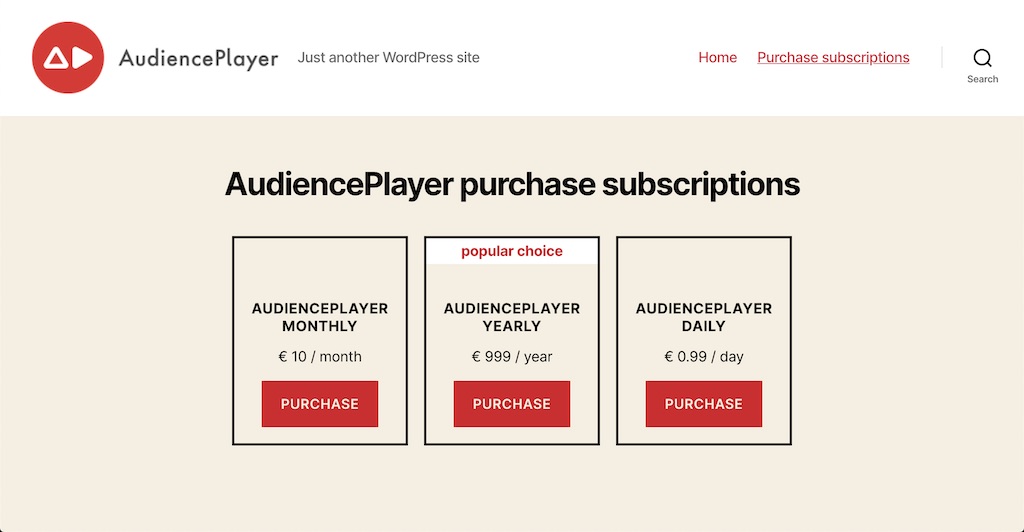 AudiencePlayer
Just another WordPress site
Home
Purchase subscriptions
Search
AudiencePlayer purchase subscriptions
AUDIENCEPLAYER
MONTHLY
€ 10 / month
PURCHASE
popular choice
AUDIENCEPLAYER
YEARLY
€ 999 / year
PURCHASE
AUDIENCEPLAYER
DAILY
€ 0.99 / day
PURCHASE